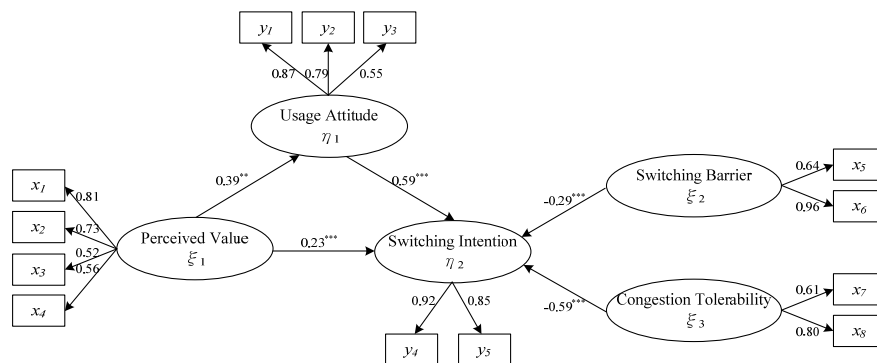 y1 y2 y3
0.87 0.79 0.55
Usage Attitude
η1
0.39**
0.59***
x1
x2
x3
x4
0.81
0.73
0.52
0.56
Perceived Value
ξ1
0.23***
Switching Intention
η2
0.92 0.85
y4 y5
-0.29***
-0.59***
Switching Barrier
ξ2
0.64
0.96
x5
x6
Congestion Tolerability
ξ3
0.61
0.80
x7
x8